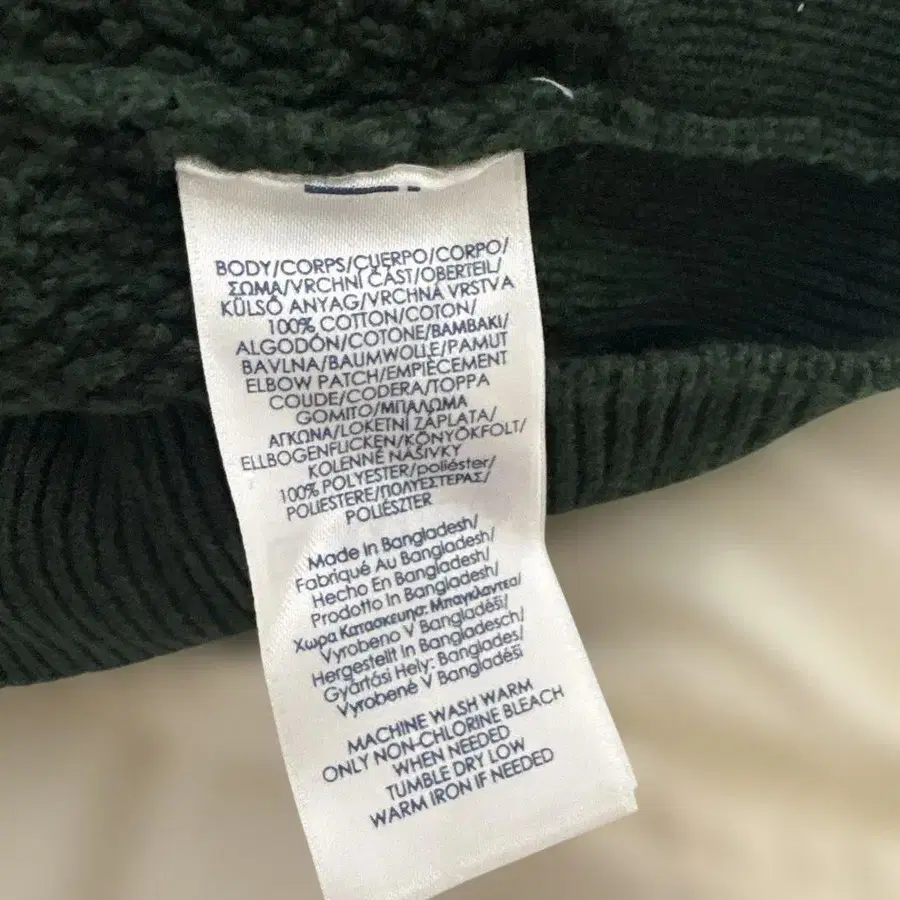 BODY/CORPS/CUERPO/CORPO/
ΣΩΜΑ/VRCHNÍ ČÁST/OBERTEIL/
KÜLSŐ ANYAG/VRCHNÁ VRSTVA
100% COTTON/COTON/
ALGODÓN/COTONE/ΒΑΜΒΑΚΙ/
BAVLNA/BAUMWOLLE/PAMUT
ELBOW PATCH/EMPIÈCEMENT
COUDE/CODERA/TOPPA
GOMITO/ΜΠΑΛΩΜΑ
ΑΓΚΩΝΑ/LOKETNÍ ZÁPLATA/
ELLBOGENFLICKEN/KÖNYÖKFOLT/
KOLENNÉ NÁŠIVKY
100% POLYESTER/poliéster/
POLIESTERE/ΠΟΛΥΕΣΤΕΡΑΣ/
POLIÉSZTER
Made In Bangladesh/
Fabriqué Au Bangladesh/
Hecho En Bangladesh/
Prodotto In Bangladesh/
Χωρα Κατασκευησ: Μπαγκλαντεσ/
Vyrobeno V Bangladéši/
Hergestellt In Bangladesch/
Gyártási Hely: Banglades/
Vyrobené V Bangladéši
MACHINE WASH WARM
ONLY NON-CHLORINE BLEACH
WHEN NEEDED
TUMBLE DRY LOW
WARM IRON IF NEEDED